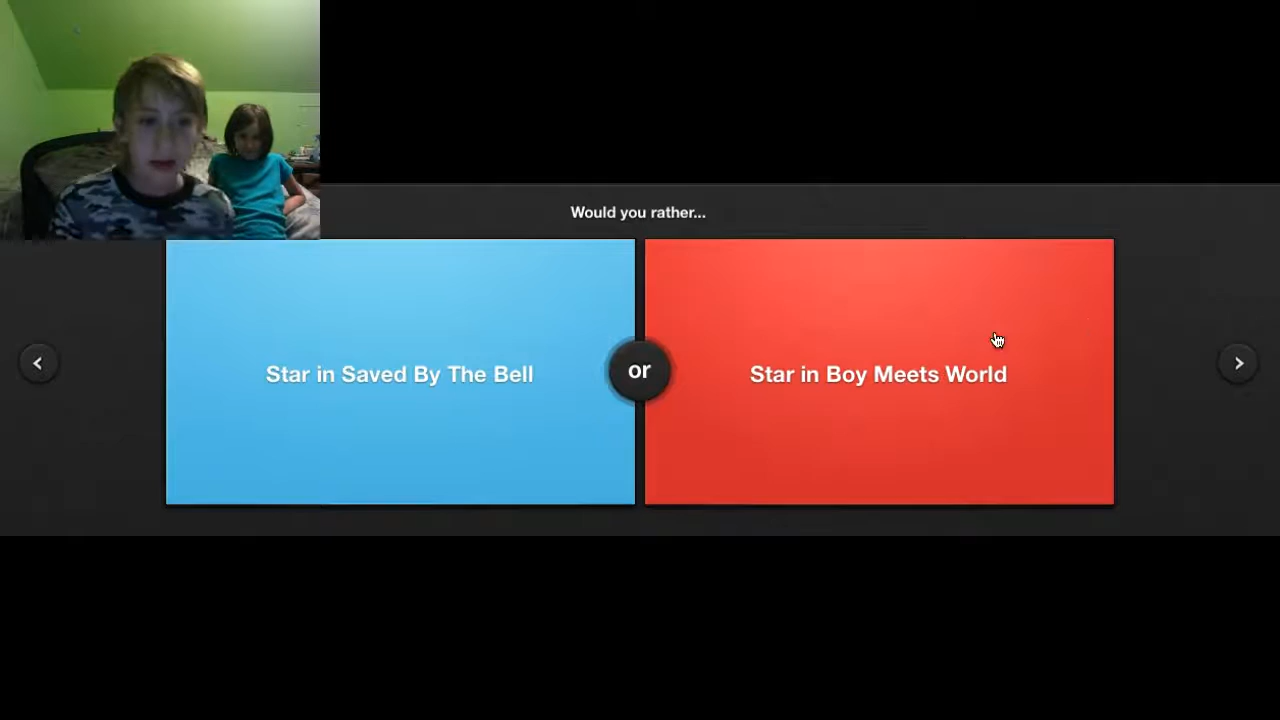 Would you rather...
Star in Saved By The Bell
or
Star in Boy Meets World